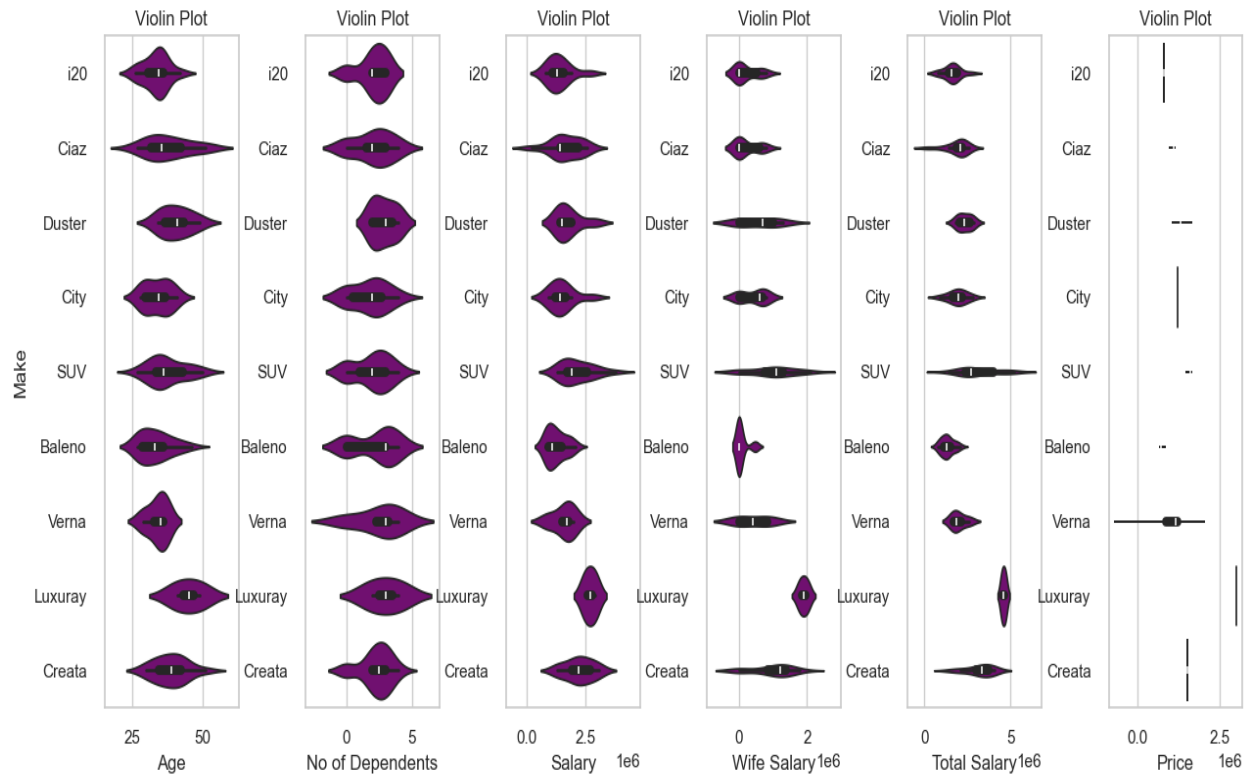 Violin Plot Violin Plot Violin Plot Violin Plot Violin Plot Violin Plot
i20 i20 i20 i20 i20 i20
Ciaz Ciaz Ciaz Ciaz Ciaz Ciaz
Duster Duster Duster Duster Duster Duster
City City City City City City
Make
SUV SUV SUV SUV SUV SUV
Baleno Baleno Baleno Baleno Baleno Baleno
Verna Verna Verna Verna Verna Verna
Luxuray Luxuray Luxuray Luxuray Luxuray Luxuray
Creata Creata Creata Creata Creata Creata
25 50 0 5 0.0 2.5 0 2 0 5 0.0 2.5
Age No of Dependents Salary 1e6 Wife Salary 1e6 Total Salary 1e6 Price 1e6